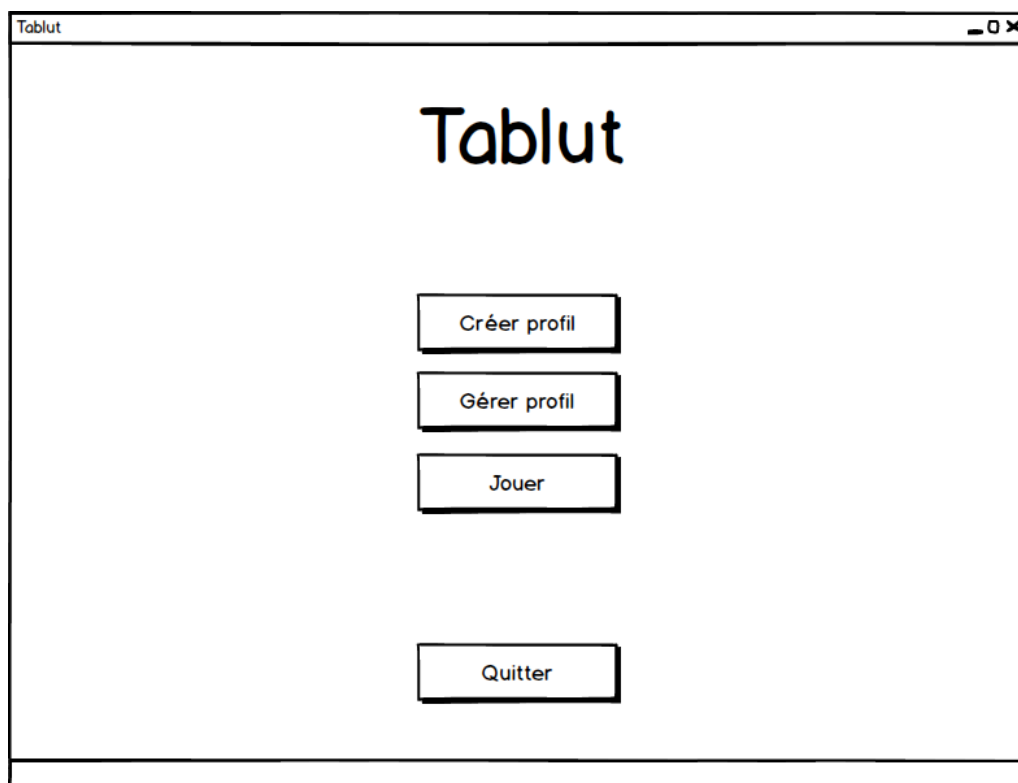 Tablut
Tablut
Créer profil
Gérer profil
Jouer
Quitter